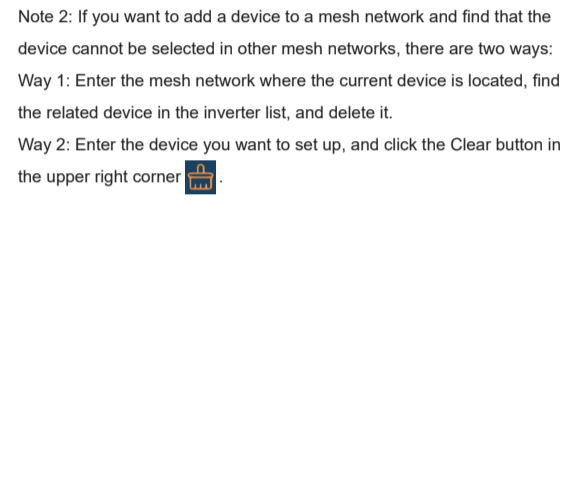 Note 2: If you want to add a device to a mesh network and find that the
device cannot be selected in other mesh networks, there are two ways:
Way 1: Enter the mesh network where the current device is located, find
the related device in the inverter list, and delete it.
Way 2: Enter the device you want to set up, and click the Clear button in
the upper right corner .